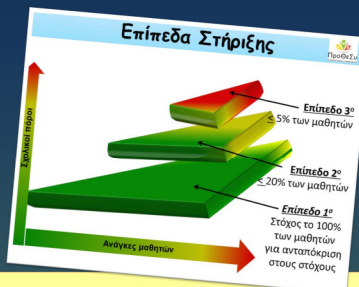 Επίπεδα Στήριξης
ΠροΘεΣυ
Σχολικοί πόροι
Επίπεδο 3ο
≤ 5% των μαθητών
Επίπεδο 2ο
≤ 20% των μαθητών
Επίπεδο 1ο
Στόχος το 100%
των μαθητών
για ανταπόκριση
στους στόχους
Ανάγκες μαθητών